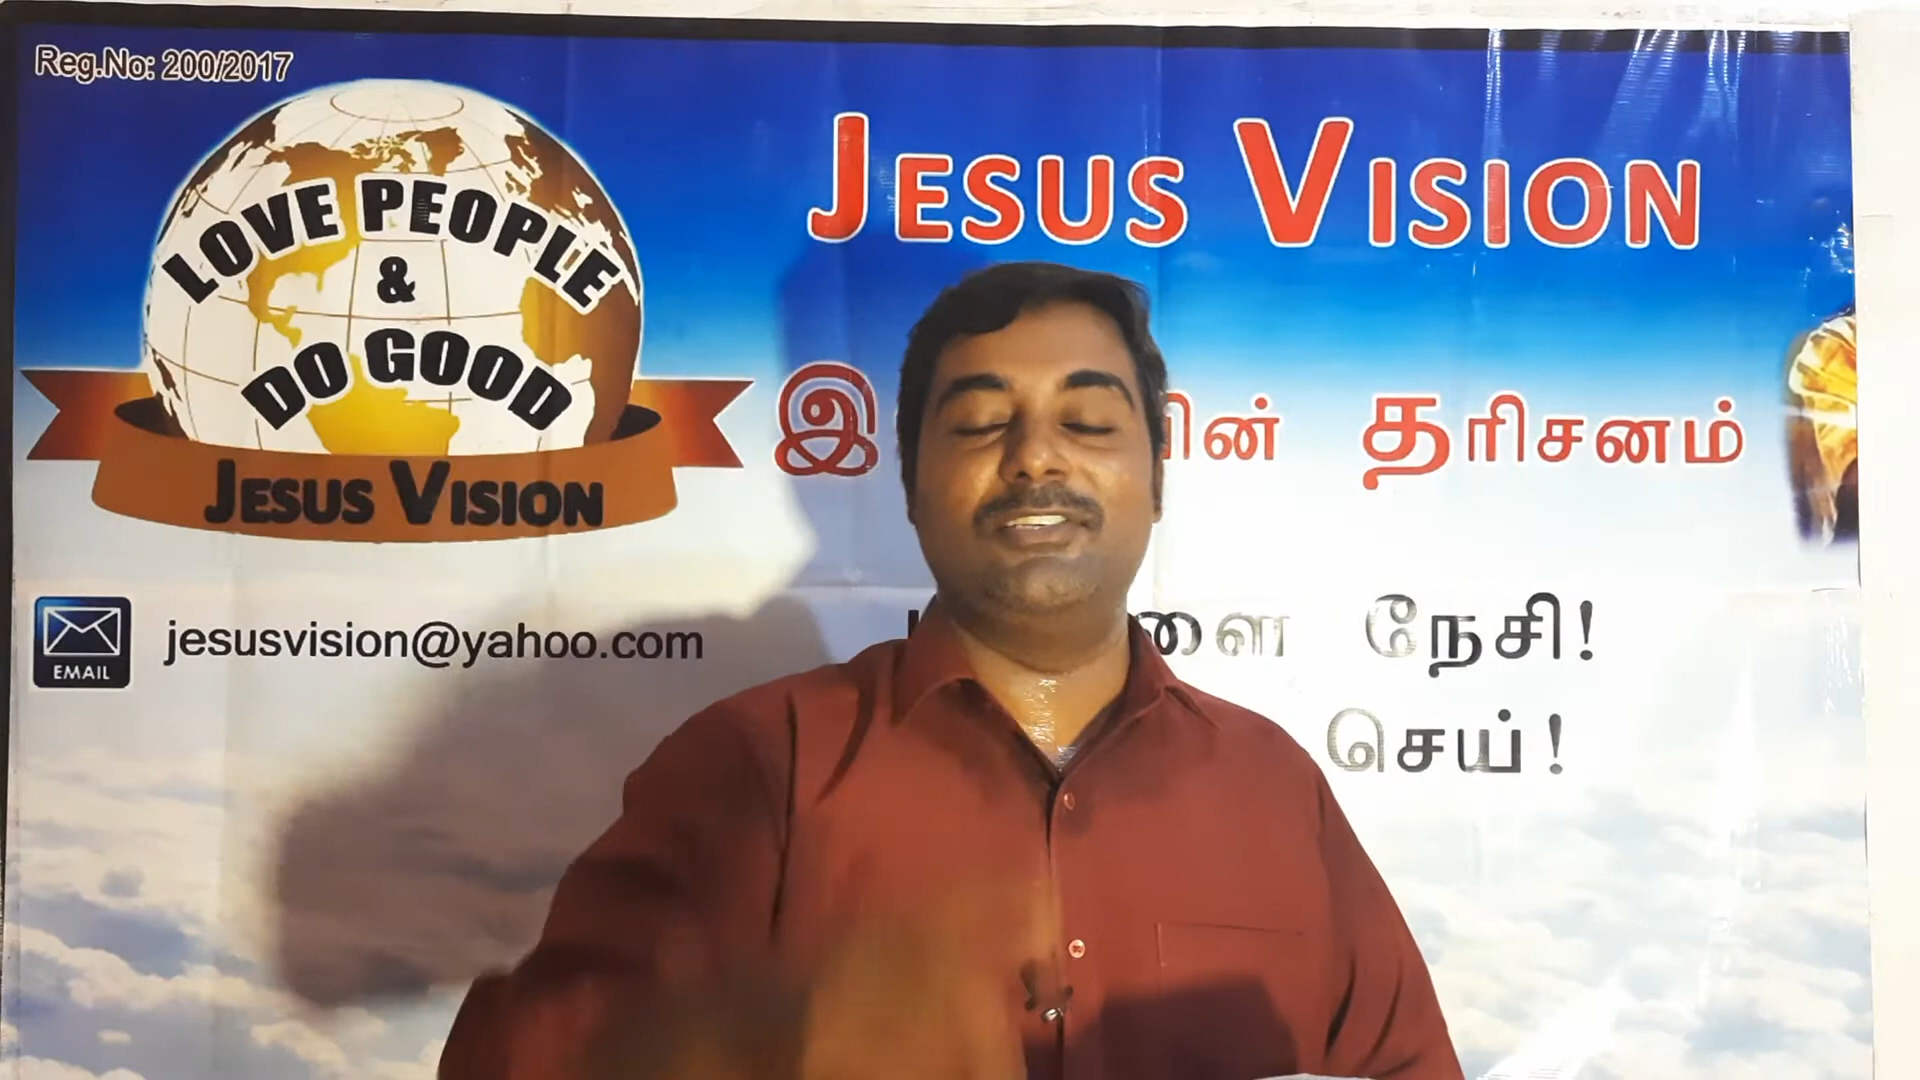 Reg.No: 200/2017
LOVE PEOPLE
&
DO GOOD
JESUS VISION
JESUS VISION
தரிசனம்
EMAIL
jesusvision@yahoo.com
நேசி!
செய்!